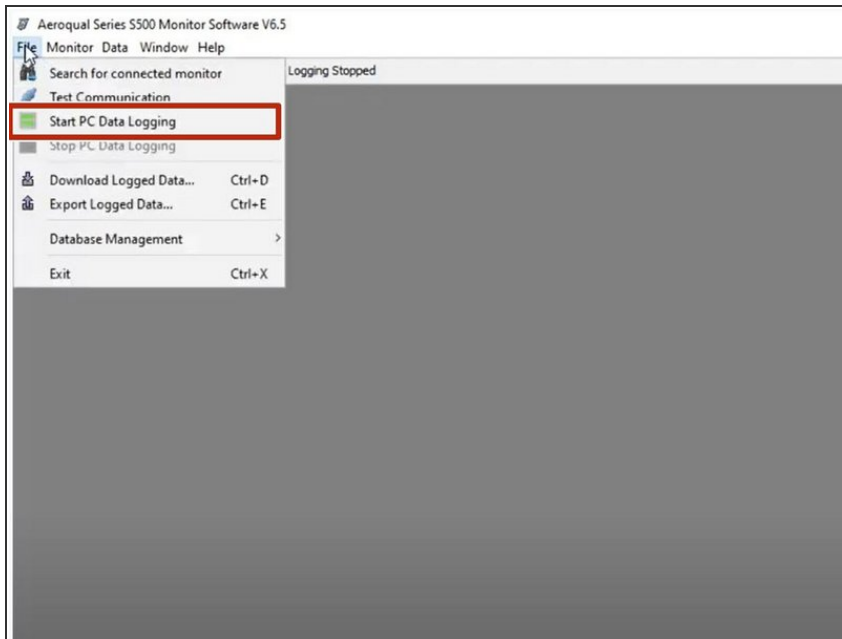 Aeroqual Series S500 Monitor Software V6.5
File Monitor Data Window Help
Search for connected monitor
Logging Stopped
Test Communication
Start PC Data Logging
Stop PC Data Logging
Download Logged Data... Ctrl+D
Export Logged Data... Ctrl+E
Database Management
Exit Ctrl+X